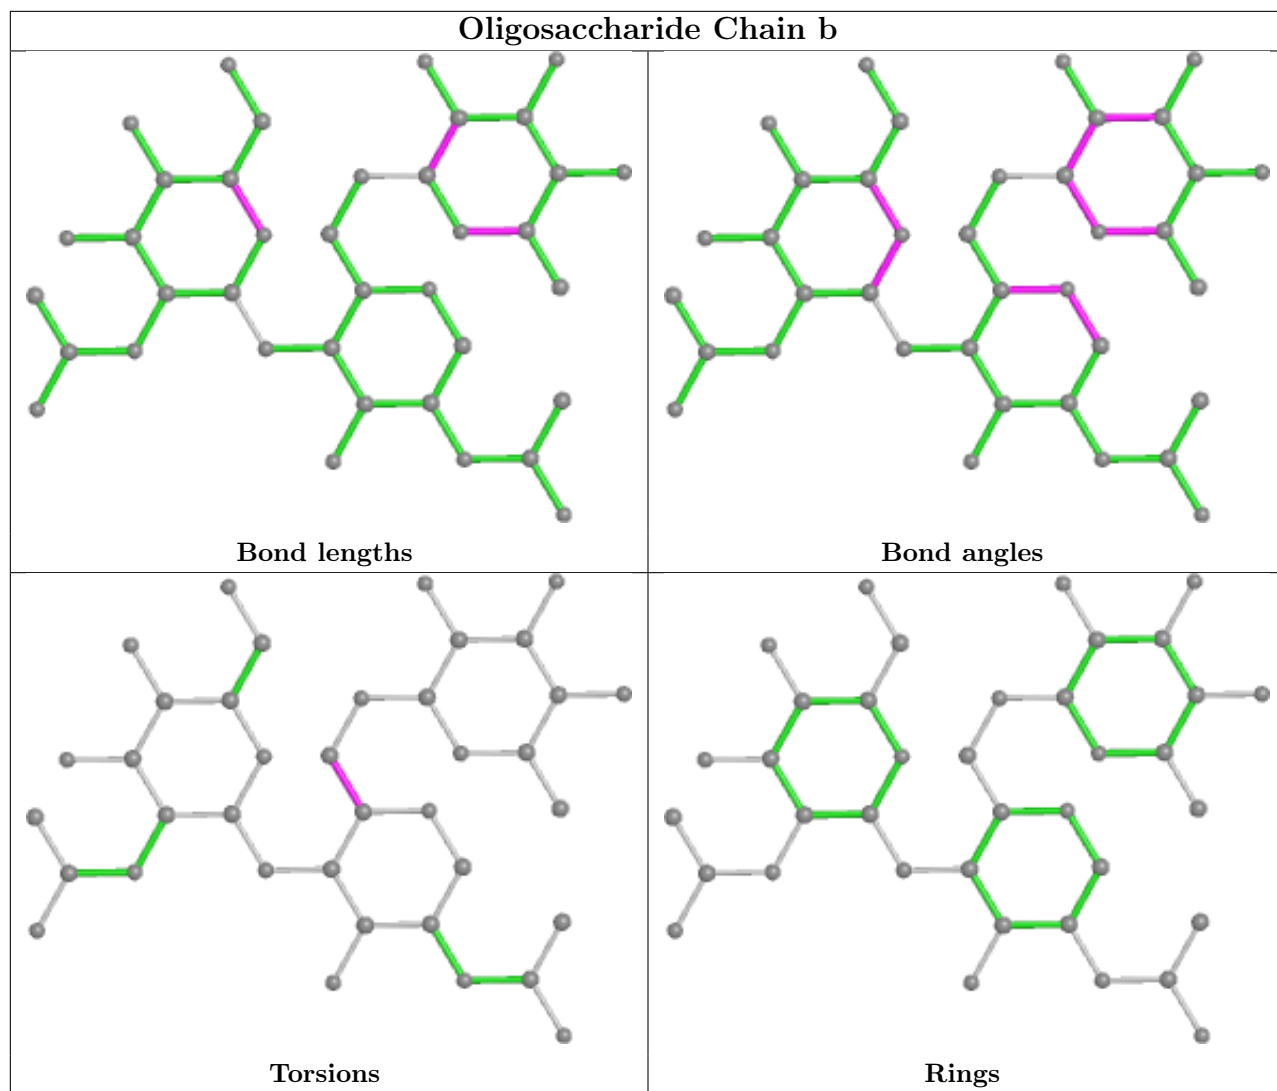 Oligosaccharide Chain b
Bond lengths
Bond angles
Torsions
Rings